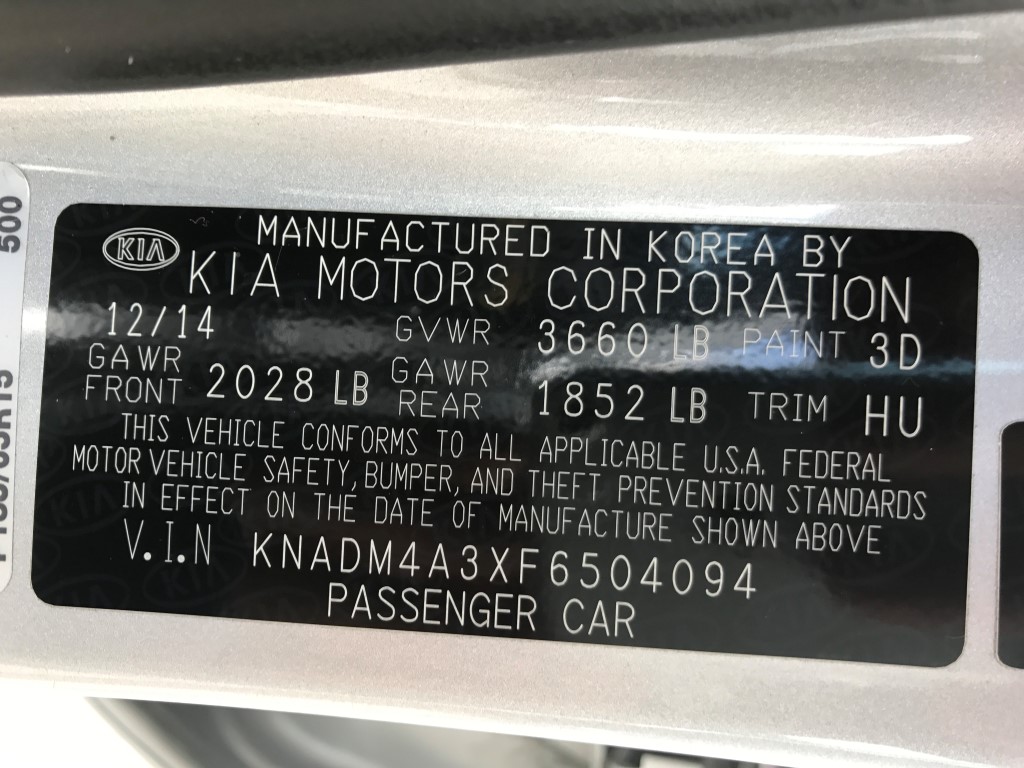 500
KIA
MANUFACTURED IN KOREA BY
KIA MOTORS CORPORATION
12/14 GVWR 3660 LB PAINT 3D
GAWR FRONT 2028 LB GAWR REAR 1852 LB TRIM HU
THIS VEHICLE CONFORMS TO ALL APPLICABLE U.S.A. FEDERAL
MOTOR VEHICLE SAFETY, BUMPER, AND THEFT PREVENTION STANDARDS
IN EFFECT ON THE DATE OF MANUFACTURE SHOWN ABOVE
V.I.N KNADM4A3XF6504094
PASSENGER CAR